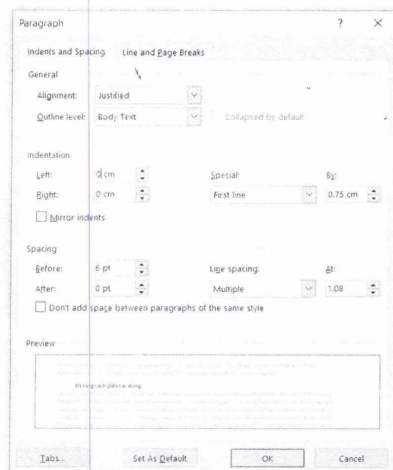 Paragraph ? ×
Indents and Spacing Line and Page Breaks
General
Alignment: Justified
Outline level: Body Text Collapsed by default
Indentation
Left: 0 cm Special: By:
Right: 0 cm First line 0.75 cm
Mirror indents
Spacing
Before: 6 pt Line spacing: At:
After: 0 pt Multiple 1.08
Don't add space between paragraphs of the same style
Preview
Tabs... Set As Default OK Cancel